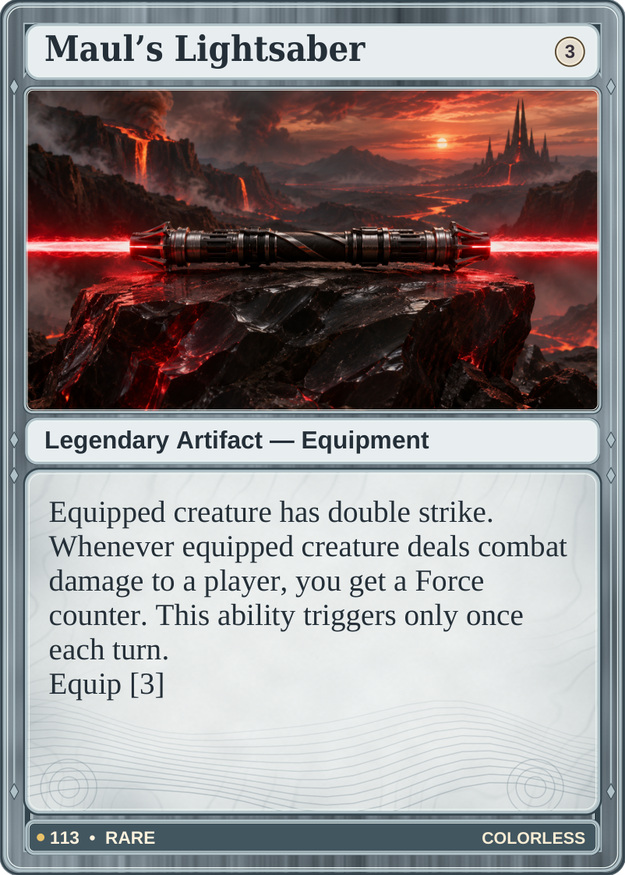 Maul’s Lightsaber
3
Legendary Artifact — Equipment
Equipped creature has double strike.
Whenever equipped creature deals combat
damage to a player, you get a Force
counter. This ability triggers only once
each turn.
Equip [3]
113 • RARE
COLORLESS